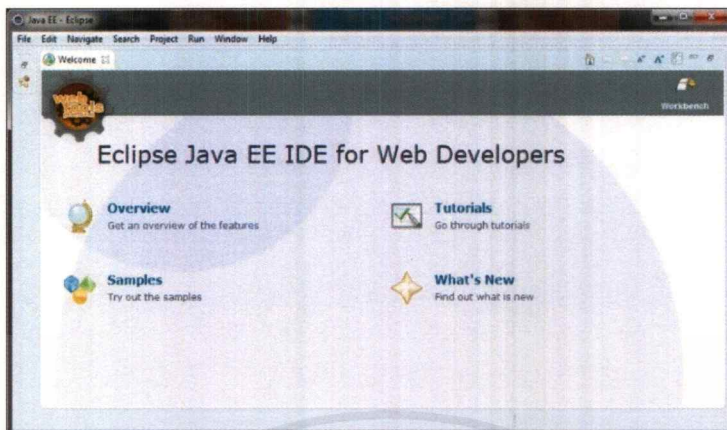 Java EE - Eclipse
File Edit Navigate Search Project Run Window Help
Welcome
Workbench
Eclipse Java EE IDE for Web Developers
Overview
Get an overview of the features
Tutorials
Go through tutorials
Samples
Try out the samples
What's New
Find out what is new